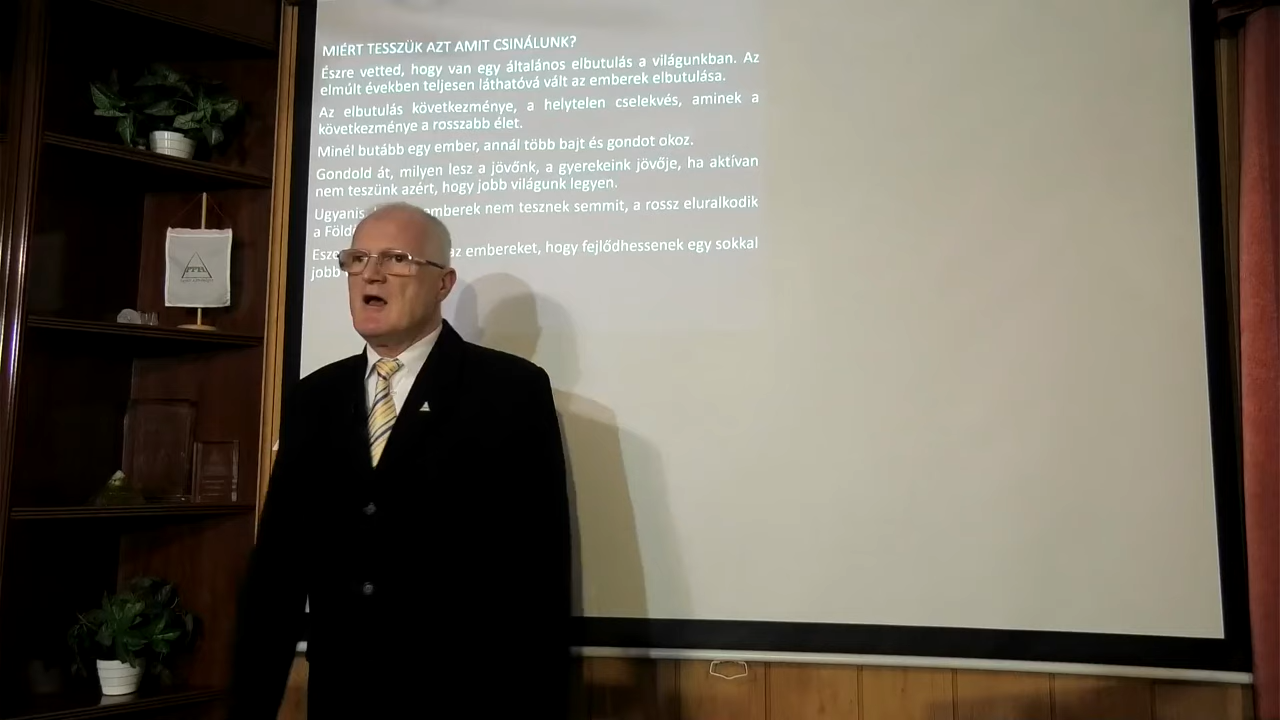 MIÉRT TESSZÜK AZT AMIT CSINÁLUNK?
Észre vetted, hogy van egy általános elbutulás a világunkban. Az
elmúlt években teljesen láthatóvá vált az emberek elbutulása.
Az elbutulás következménye, a helytelen cselekvés, aminek a
következménye a rosszabb élet.
Minél butább egy ember, annál több bajt és gondot okoz.
Gondold át, milyen lesz a jövőnk, a gyerekeink jövője, ha aktívan
nem teszünk azért, hogy jobb világunk legyen.
Ugyanis, emberek nem tesznek semmit, a rossz eluralkodik
a
az embereket, hogy fejlődhessenek egy sokkal
jobb